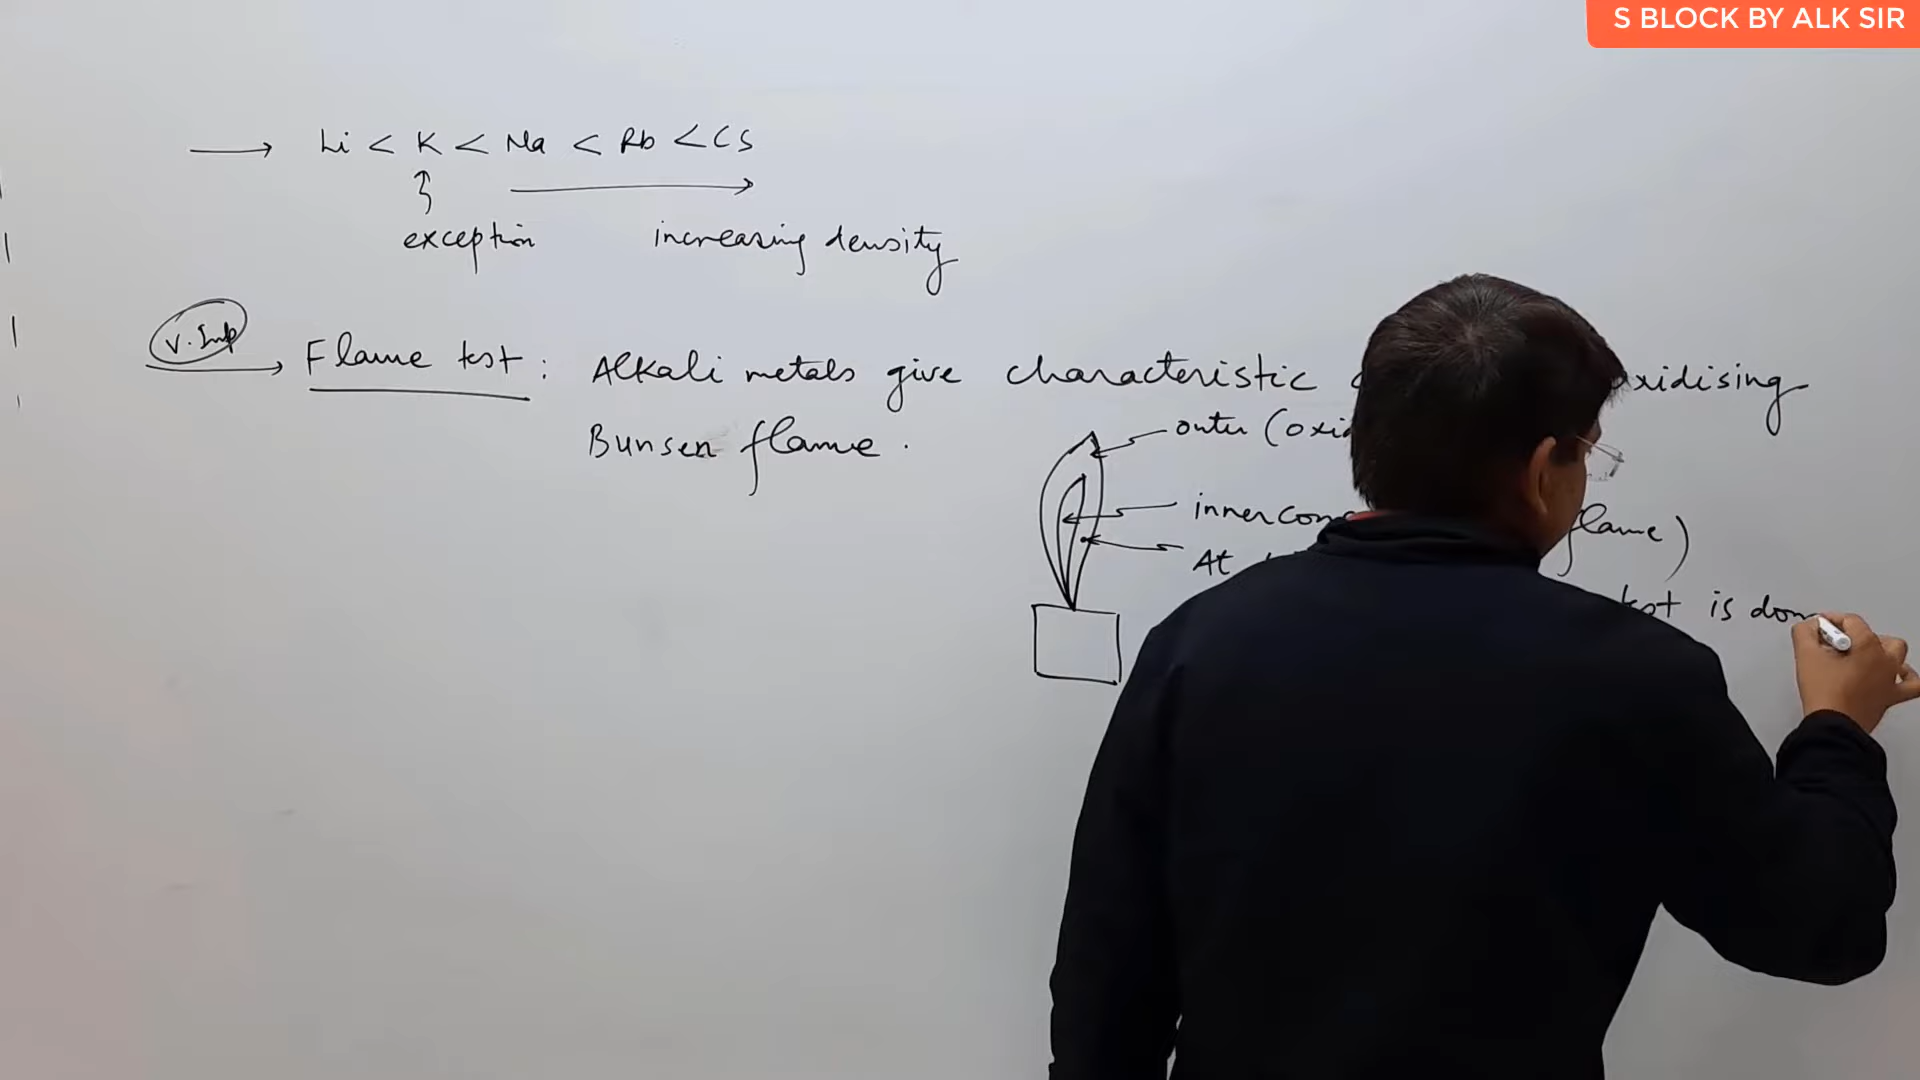 S BLOCK BY ALK SIR
Li < K < Na < Rb < Cs
exception increasing density
V. Imp
Flame test : Alkali metals give characteristic oxidising
Bunsen flame .
outer (oxi
inner con flame)
At
test is don